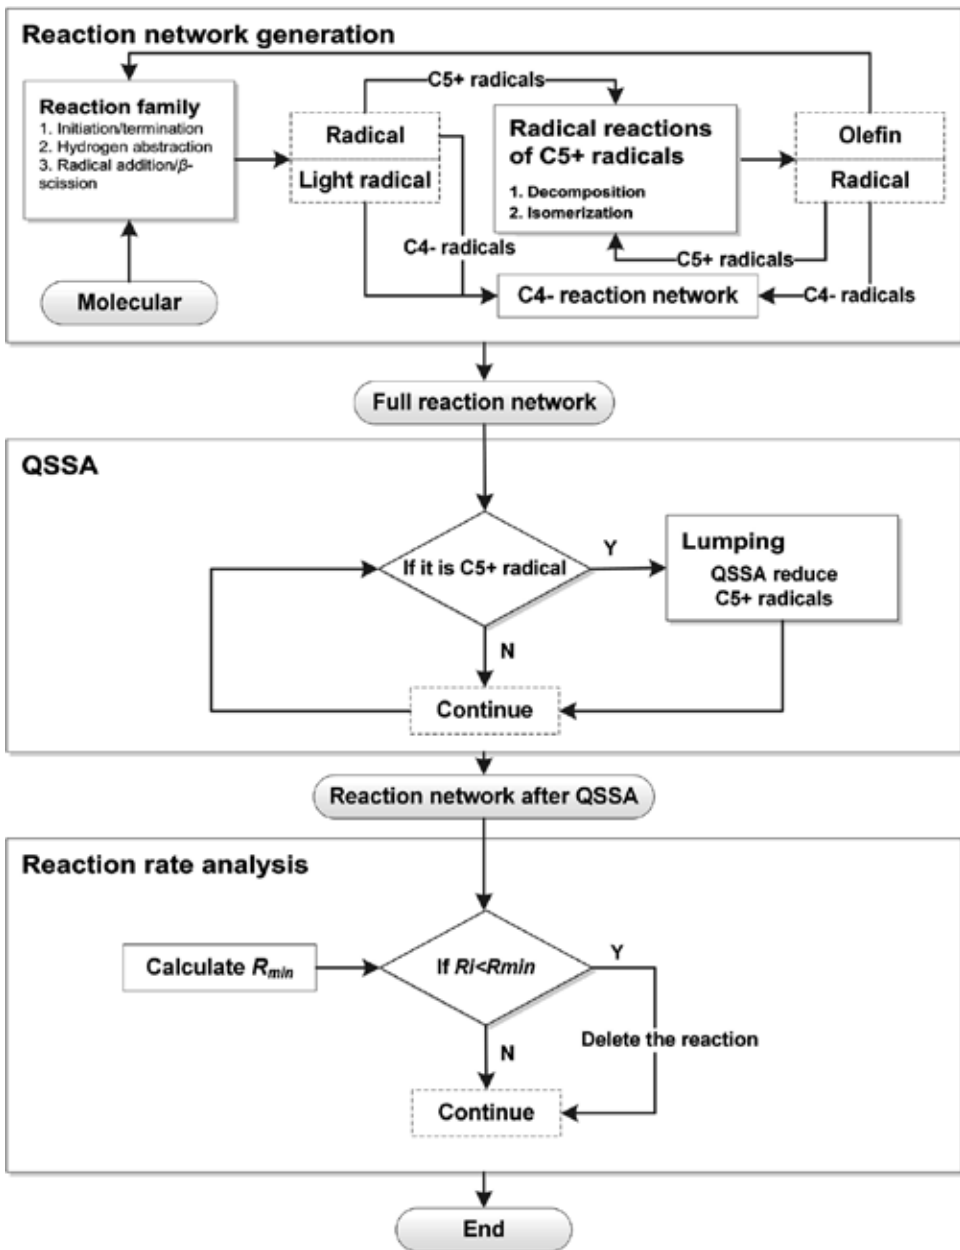 Reaction network generation
C5+ radicals
Reaction family
1. Initiation/termination
2. Hydrogen abstraction
3. Radical addition/β-
scission
Radical
Light radical
Radical reactions
of C5+ radicals
1. Decomposition
2. Isomerization
Olefin
Radical
C4- radicals
C5+ radicals
Molecular
C4- reaction network
C4- radicals
Full reaction network
QSSA
If it is C5+ radical
Y
Lumping
QSSA reduce
C5+ radicals
N
Continue
Reaction network after QSSA
Reaction rate analysis
Calculate Rmin
If Ri<Rmin
Y
Delete the reaction
N
Continue
End